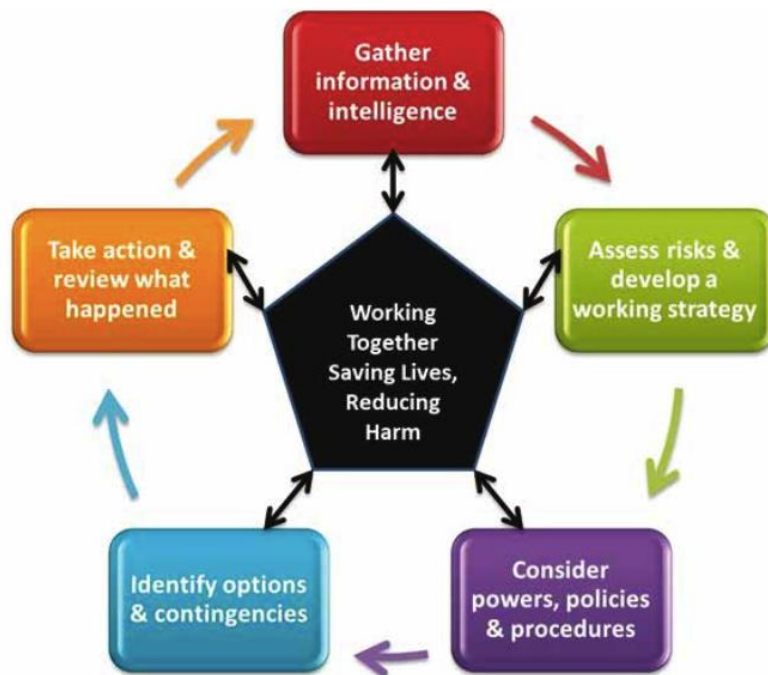 Gather
information &
intelligence
Assess risks &
develop a
working strategy
Consider
powers, policies
& procedures
Identify options
& contingencies
Take action &
review what
happened
Working
Together
Saving Lives,
Reducing
Harm